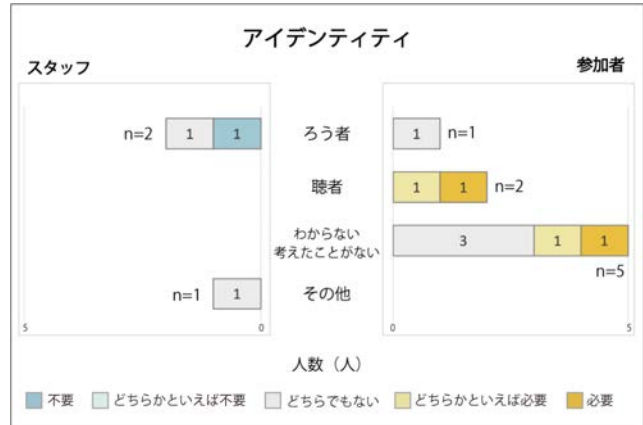 アイデンティティ
スタッフ
参加者
n=2 1 1 ろう者 1 n=1
聴者 1 1 n=2
わからない
考えたことがない
3 1 1
n=5
n=1 1 その他
5 0 0 5
人数（人）
不要 どちらかといえば不要 どちらでもない どちらかといえば必要 必要